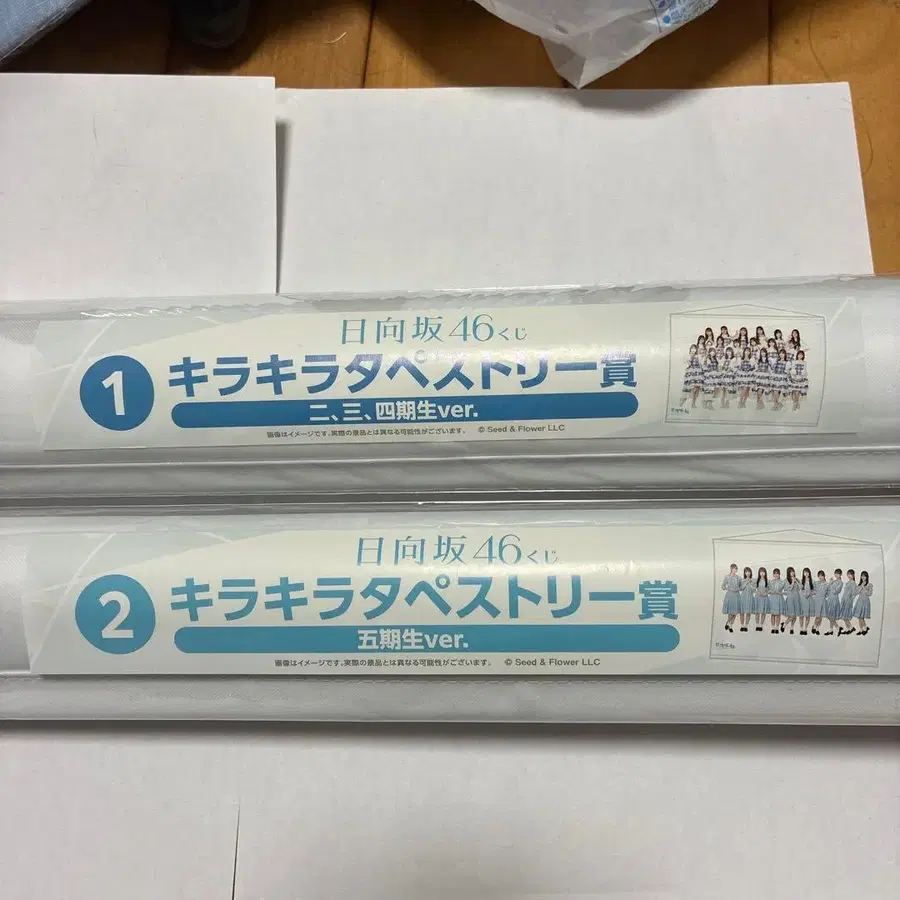 日向坂46くじ
1
キラキラタペストリー賞
二、三、四期生ver.
画像はイメージです。実際の景品とは異なる可能性がございます。 © Seed & Flower LLC
日向坂46くじ
2
キラキラタペストリー賞
五期生ver.
画像はイメージです。実際の景品とは異なる可能性がございます。 © Seed & Flower LLC